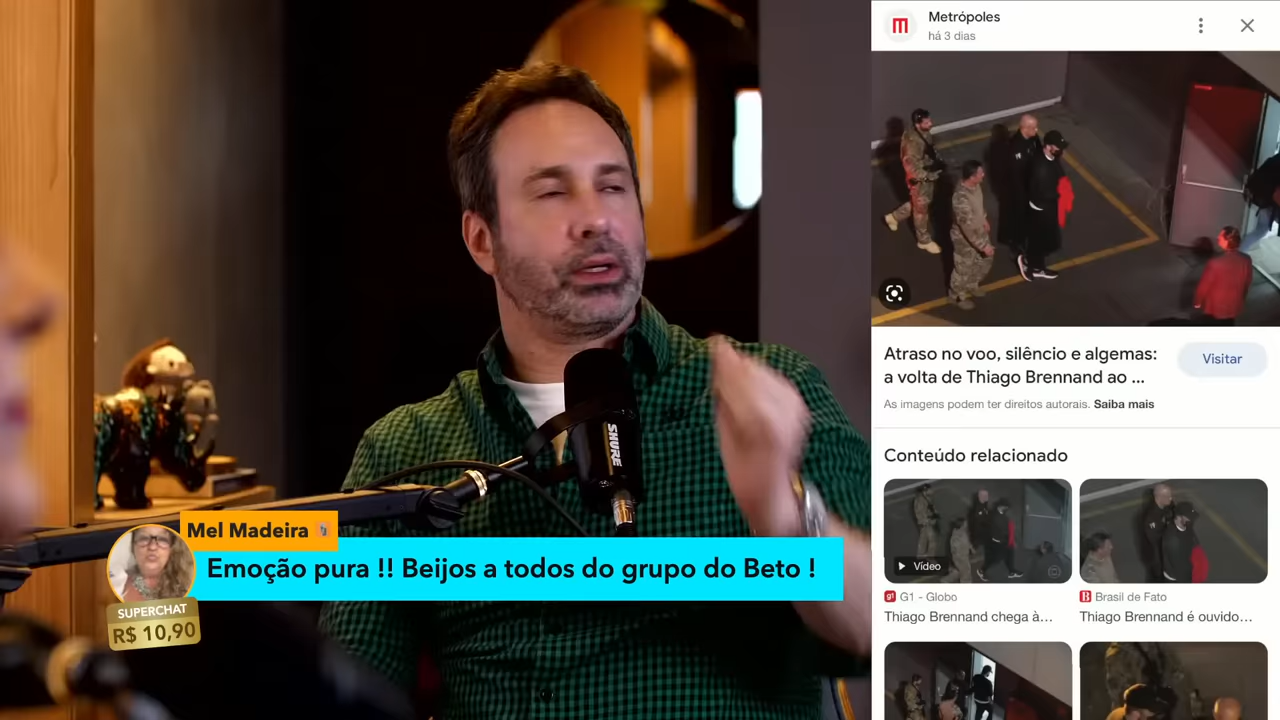 Metrópoles
há 3 dias
Atraso no voo, silêncio e algemas:
a volta de Thiago Brennand ao ...
Visitar
As imagens podem ter direitos autorais. Saiba mais
Conteúdo relacionado
Vídeo
G1 - Globo
Thiago Brennand chega à...
Brasil de Fato
Thiago Brennand é ouvido...
SHURE
Mel Madeira
Emoção pura !! Beijos a todos do grupo do Beto !
SUPERCHAT
R$ 10,90